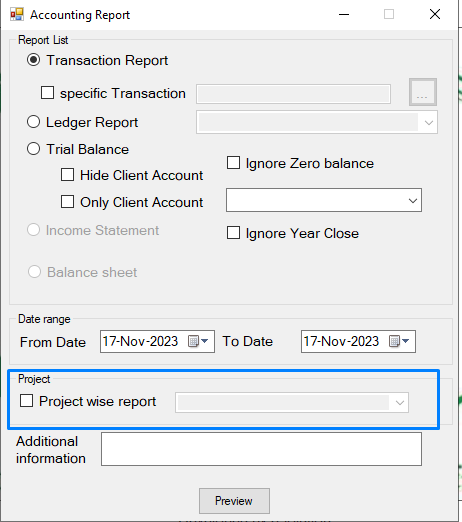 Accounting Report
Report List
Transaction Report
specific Transaction
...
Ledger Report
Trial Balance
Ignore Zero balance
Hide Client Account
Only Client Account
Income Statement
Ignore Year Close
Balance sheet
Date range
From Date 17-Nov-2023 To Date 17-Nov-2023
Project
Project wise report
Additional
information
Preview